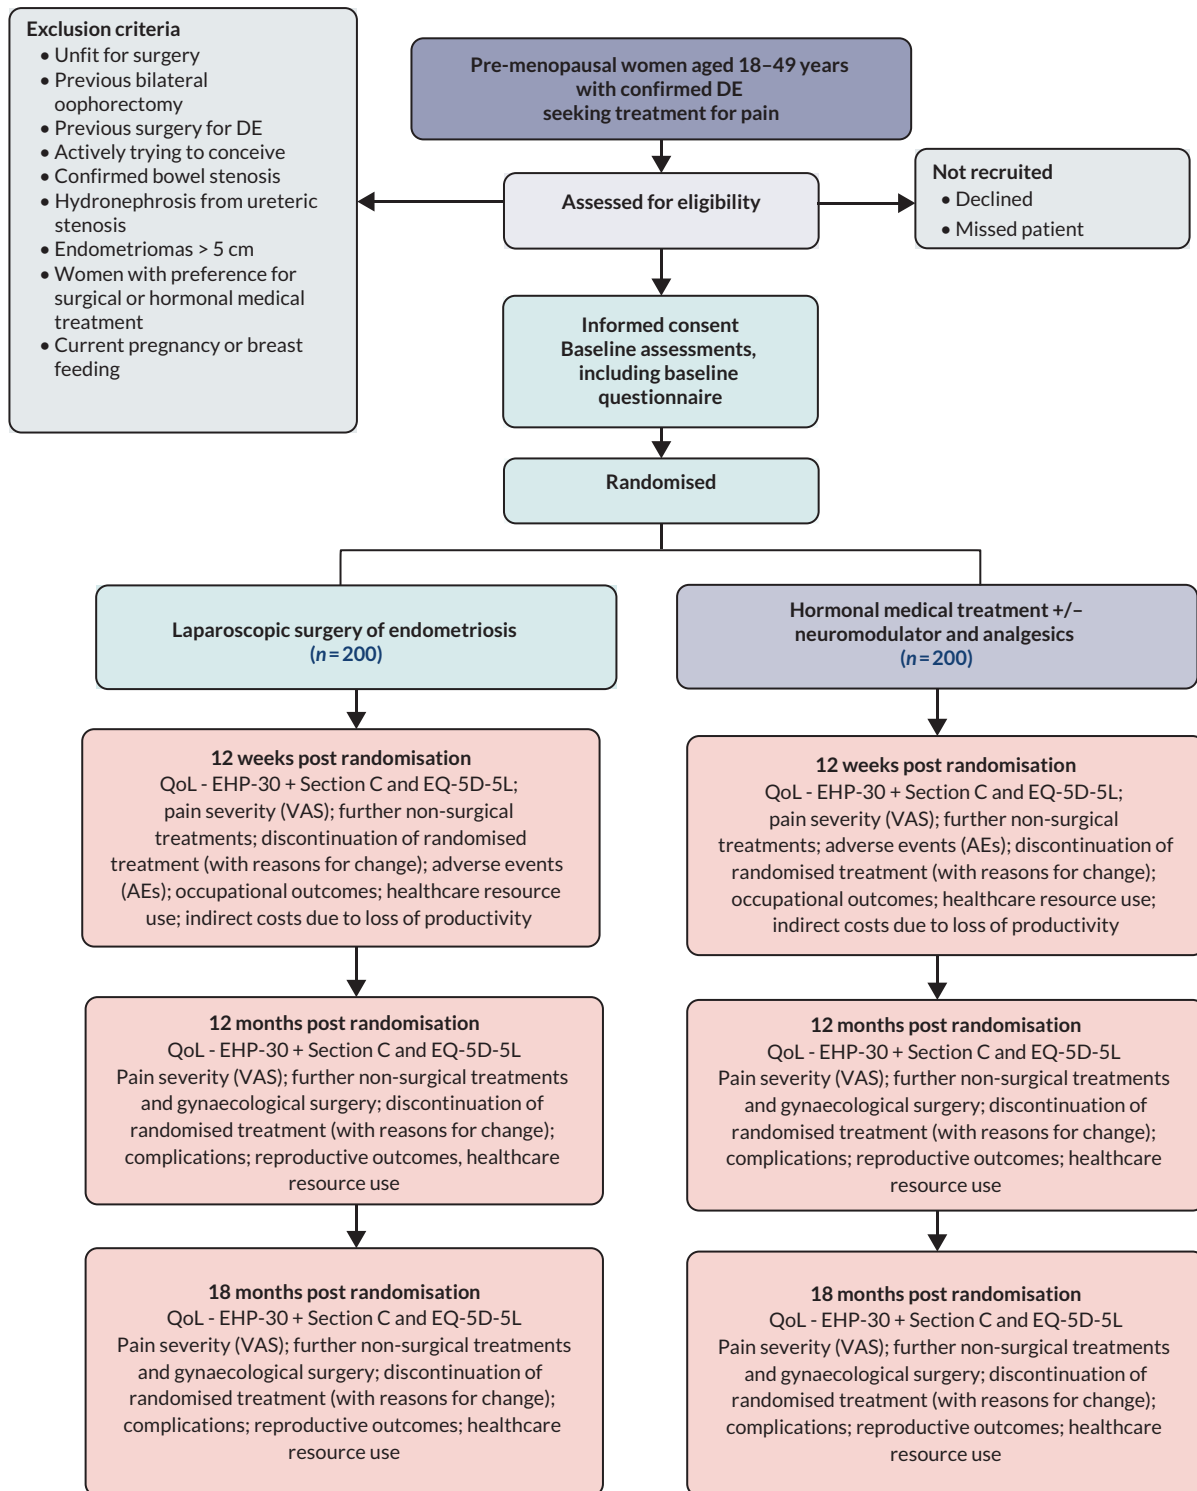 Exclusion criteria
• Unfit for surgery
• Previous bilateral
oophorectomy
• Previous surgery for DE
• Actively trying to conceive
• Confirmed bowel stenosis
• Hydronephrosis from ureteric
stenosis
• Endometriomas > 5 cm
• Women with preference for
surgical or hormonal medical
treatment
• Current pregnancy or breast
feeding
Pre-menopausal women aged 18–49 years
with confirmed DE
seeking treatment for pain
Assessed for eligibility
Not recruited
• Declined
• Missed patient
Informed consent
Baseline assessments,
including baseline
questionnaire
Randomised
Laparoscopic surgery of endometriosis
(n = 200)
Hormonal medical treatment +/–
neuromodulator and analgesics
(n = 200)
12 weeks post randomisation
QoL - EHP-30 + Section C and EQ-5D-5L;
pain severity (VAS); further non-surgical
treatments; discontinuation of randomised
treatment (with reasons for change); adverse events
(AEs); occupational outcomes; healthcare resource
use; indirect costs due to loss of productivity
12 weeks post randomisation
QoL - EHP-30 + Section C and EQ-5D-5L;
pain severity (VAS); further non-surgical
treatments; adverse events (AEs); discontinuation of
randomised treatment (with reasons for change);
occupational outcomes; healthcare resource use;
indirect costs due to loss of productivity
12 months post randomisation
QoL - EHP-30 + Section C and EQ-5D-5L
Pain severity (VAS); further non-surgical treatments
and gynaecological surgery; discontinuation of
randomised treatment (with reasons for change);
complications; reproductive outcomes, healthcare
resource use
12 months post randomisation
QoL - EHP-30 + Section C and EQ-5D-5L
Pain severity (VAS); further non-surgical treatments
and gynaecological surgery; discontinuation of
randomised treatment (with reasons for change);
complications; reproductive outcomes; healthcare
resource use
18 months post randomisation
QoL - EHP-30 + Section C and EQ-5D-5L
Pain severity (VAS); further non-surgical treatments
and gynaecological surgery; discontinuation of
randomised treatment (with reasons for change);
complications; reproductive outcomes; healthcare
resource use
18 months post randomisation
QoL - EHP-30 + Section C and EQ-5D-5L
Pain severity (VAS); further non-surgical treatments
and gynaecological surgery; discontinuation of
randomised treatment (with reasons for change);
complications; reproductive outcomes; healthcare
resource use